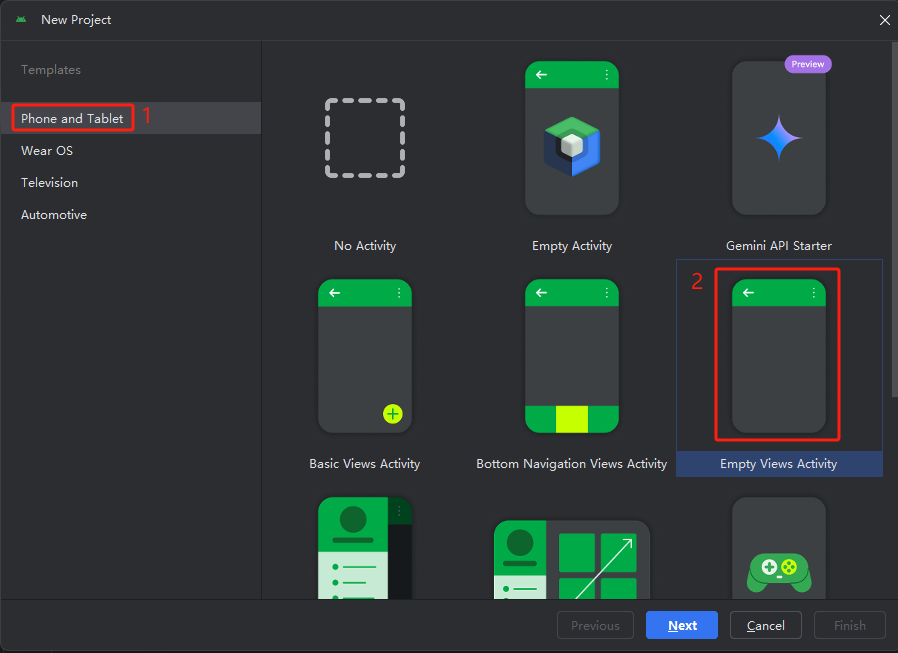 New Project
Templates
Phone and Tablet 1
Wear OS
Television
Automotive
Preview
No Activity
Empty Activity
Gemini API Starter
2
Basic Views Activity
Bottom Navigation Views Activity
Empty Views Activity
Previous
Next
Cancel
Finish